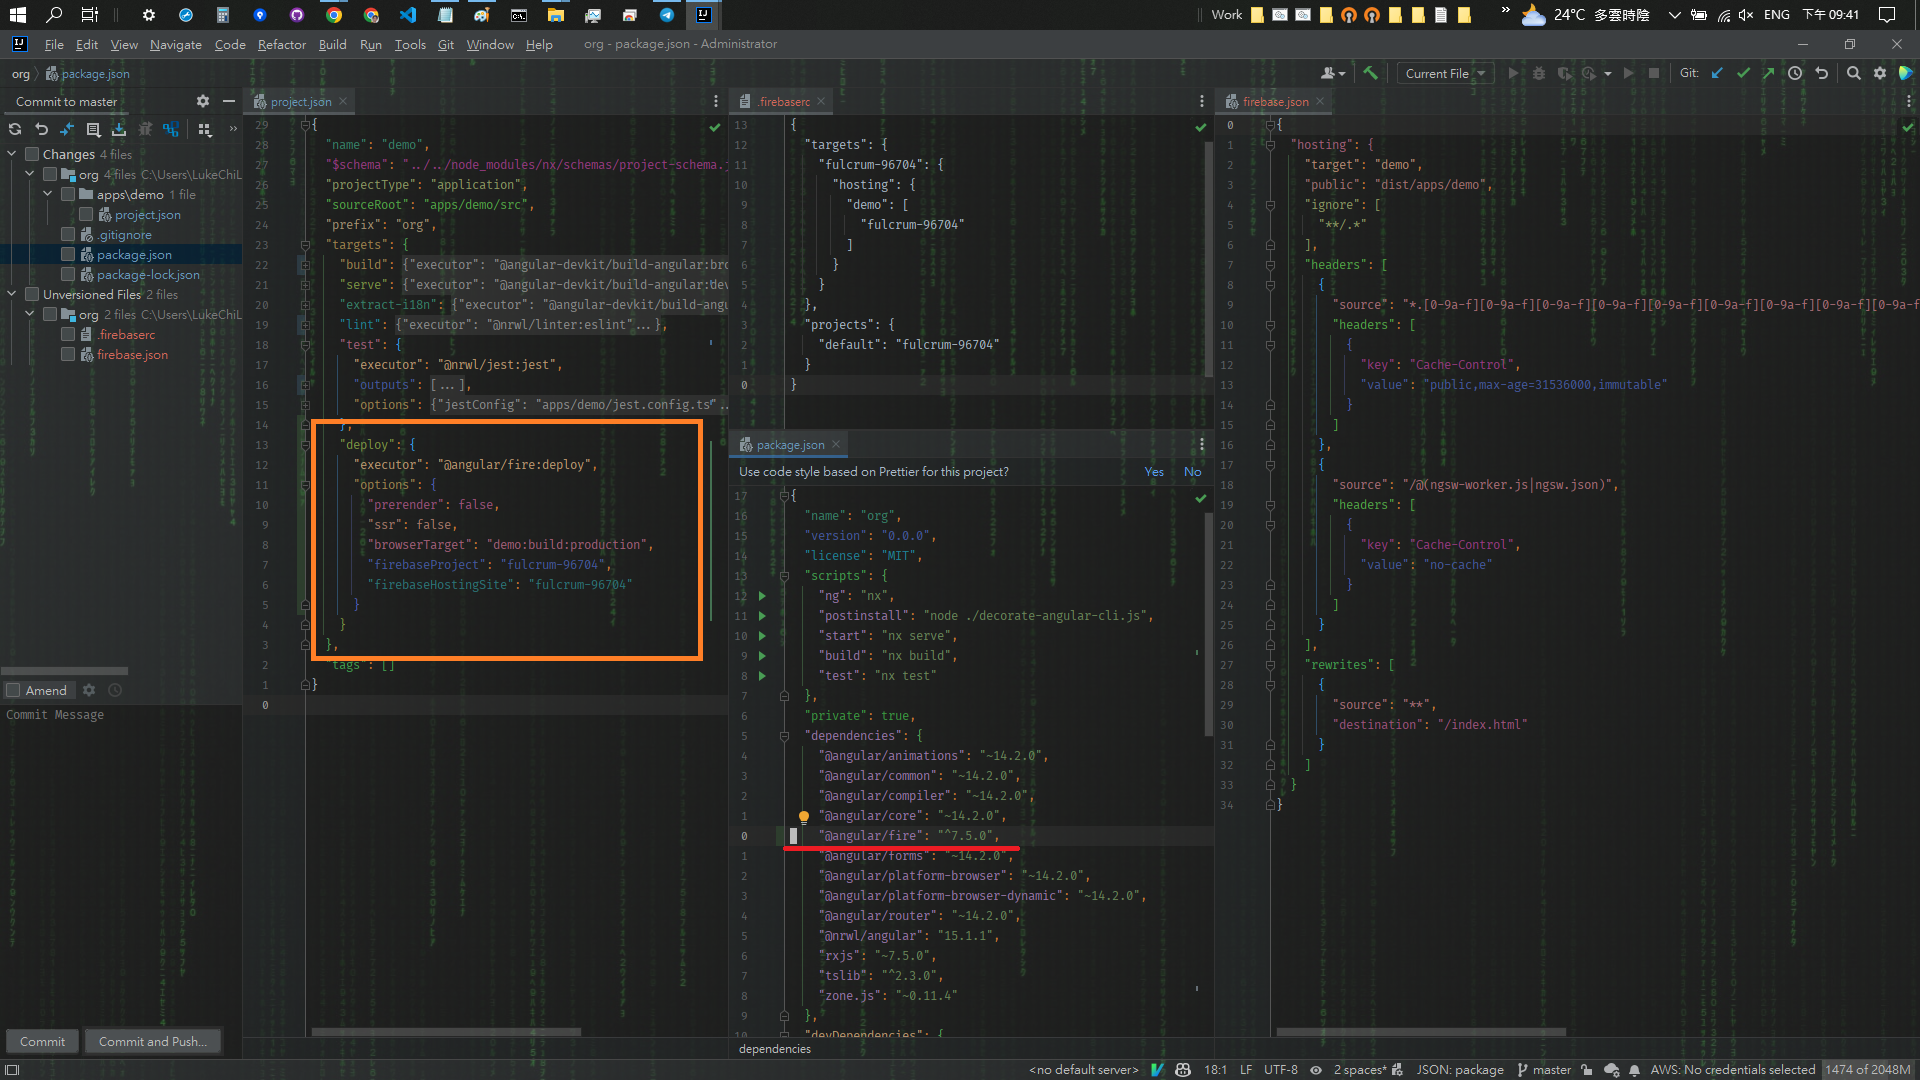 Work
24°C 多雲時陰
ENG 下午 09:41
File Edit View Navigate Code Refactor Build Run Tools Git Window Help org - package.json - Administrator
org package.json
Current File
Git:
Commit to master
Changes 4 files
org 4 files C:\Users\LukeChiL
apps\demo 1 file
project.json
.gitignore
package.json
package-lock.json
Unversioned Files 2 files
org 2 files C:\Users\LukeChiL
.firebaserc
firebase.json
Amend
Commit Message
Commit
Commit and Push...
project.json
29 {
28 "name": "demo",
27 "$schema": "../../node_modules/nx/schemas/project-schema.j
26 "projectType": "application",
25 "sourceRoot": "apps/demo/src",
24 "prefix": "org",
23 "targets": {
22 "build": {"executor": "@angular-devkit/build-angular:bro
21 "serve": {"executor": "@angular-devkit/build-angular:dev
20 "extract-i18n": {"executor": "@angular-devkit/build-angu
19 "lint": {"executor": "@nrwl/linter:eslint"...},
18 "test": {
17 "executor": "@nrwl/jest:jest",
16 "outputs": [...],
15 "options": {"jestConfig": "apps/demo/jest.config.ts"..
14 },
13 "deploy": {
12 "executor": "@angular/fire:deploy",
11 "options": {
10 "prerender": false,
9 "ssr": false,
8 "browserTarget": "demo:build:production",
7 "firebaseProject": "fulcrum-96704",
6 "firebaseHostingSite": "fulcrum-96704"
5 }
4 }
3 },
2 "tags": []
1 }
0
.firebaserc
13 {
12 "targets": {
11 "fulcrum-96704": {
10 "hosting": {
9 "demo": [
8 "fulcrum-96704"
7 ]
6 }
5 }
4 },
3 "projects": {
2 "default": "fulcrum-96704"
1 }
0 }
package.json
Use code style based on Prettier for this project? Yes No
17 {
16 "name": "org",
15 "version": "0.0.0",
14 "license": "MIT",
13 "scripts": {
12 "ng": "nx",
11 "postinstall": "node ./decorate-angular-cli.js",
10 "start": "nx serve",
9 "build": "nx build",
8 "test": "nx test"
7 },
6 "private": true,
5 "dependencies": {
4 "@angular/animations": "~14.2.0",
3 "@angular/common": "~14.2.0",
2 "@angular/compiler": "~14.2.0",
1 "@angular/core": "~14.2.0",
0 "@angular/fire": "^7.5.0",
1 "@angular/forms": "~14.2.0",
2 "@angular/platform-browser": "~14.2.0",
3 "@angular/platform-browser-dynamic": "~14.2.0",
4 "@angular/router": "~14.2.0",
5 "@nrwl/angular": "15.1.1",
6 "rxjs": "~7.5.0",
7 "tslib": "^2.3.0",
8 "zone.js": "~0.11.4"
9 },
10 "devDependencies": {
dependencies
firebase.json
0 {
1 "hosting": {
2 "target": "demo",
3 "public": "dist/apps/demo",
4 "ignore": [
5 "**/.*"
6 ],
7 "headers": [
8 {
9 "source": "*.[0-9a-f][0-9a-f][0-9a-f][0-9a-f][0-9a-f][0-9a-f][0-9a-f][0-9a-f][0-9a-f
10 "headers": [
11 {
12 "key": "Cache-Control",
13 "value": "public,max-age=31536000,immutable"
14 }
15 ]
16 },
17 {
18 "source": "/@(ngsw-worker.js|ngsw.json)",
19 "headers": [
20 {
21 "key": "Cache-Control",
22 "value": "no-cache"
23 }
24 ]
25 }
26 ],
27 "rewrites": [
28 {
29 "source": "**",
30 "destination": "/index.html"
31 }
32 ]
33 }
34 }
<no default server> 18:1 LF UTF-8 2 spaces* JSON: package master AWS: No credentials selected 1474 of 2048M